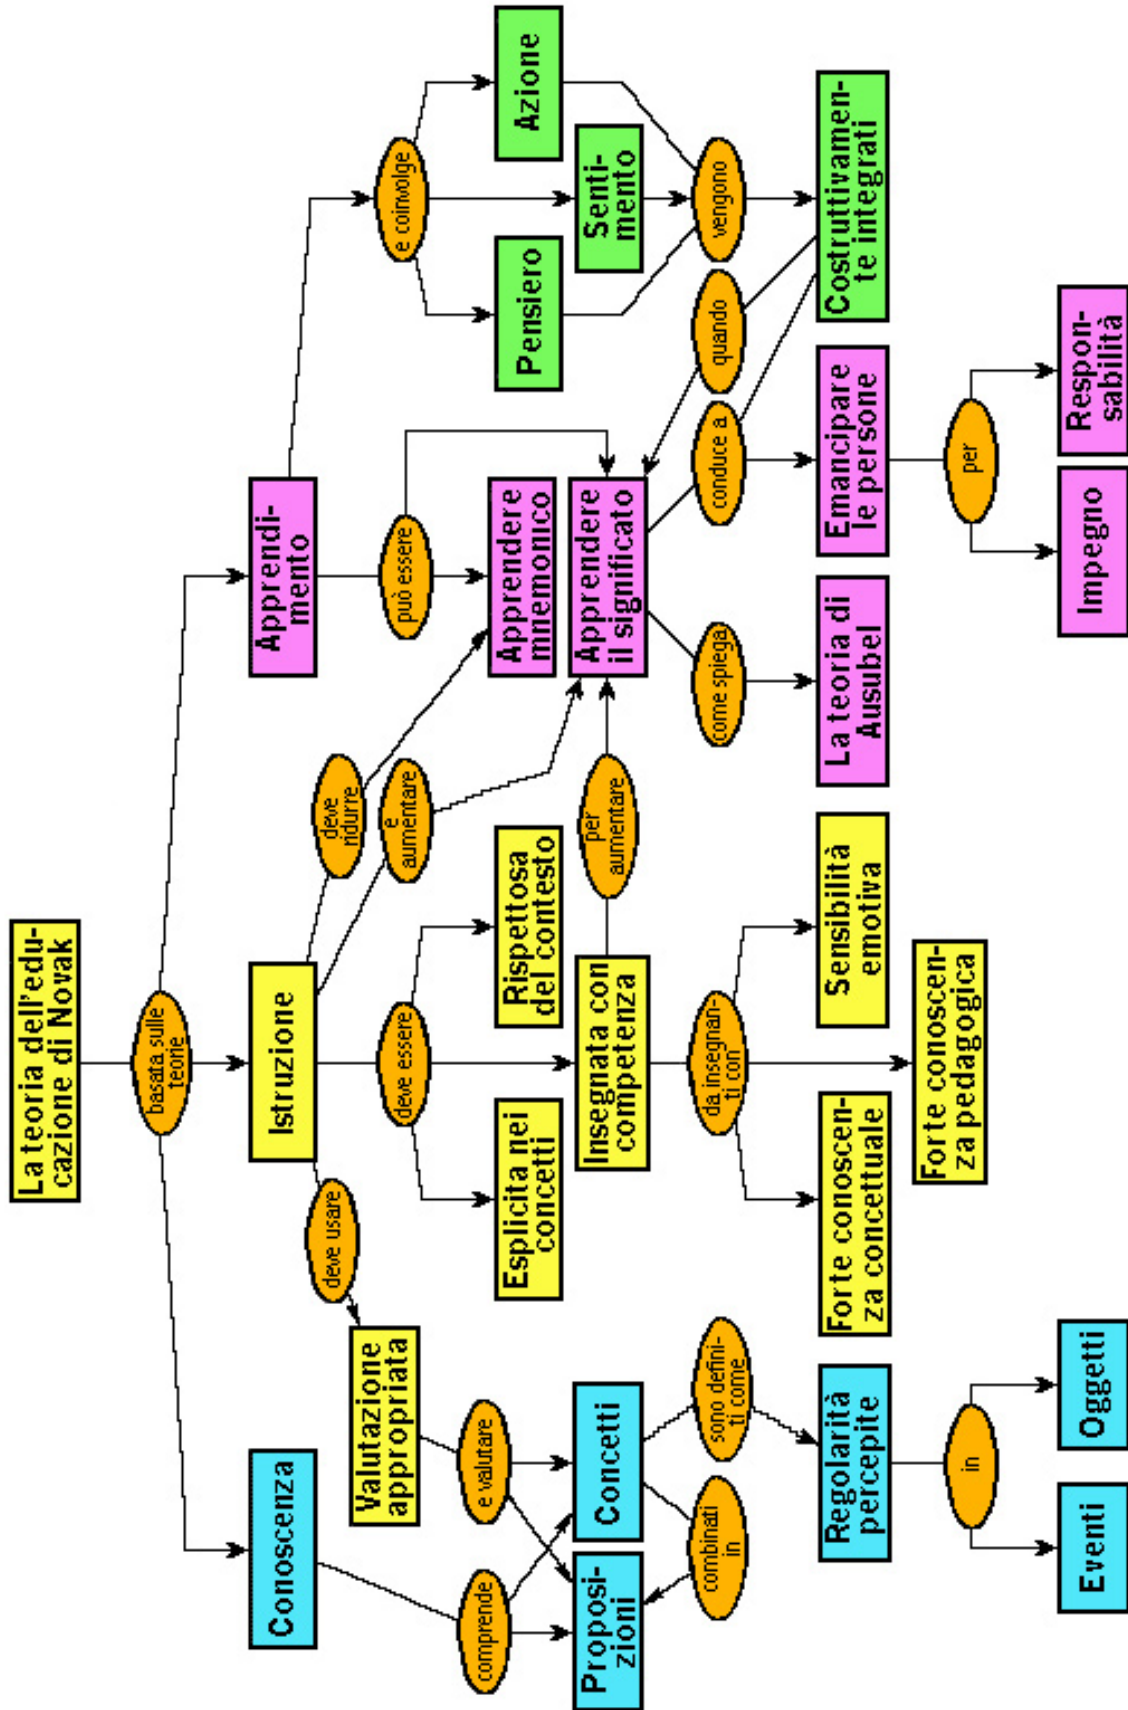 La teoria dell'edu-
cazione di Novak
basata sulle
teorie
Conoscenza
Istruzione
Apprendi-
mento
deve usare
deve
ridurre
e
aumentare
può essere
e coinvolge
Valutazione
appropriata
deve essere
comprende
e valutare
Esplicita nei
concetti
Rispettosa
del contesto
Apprendere
mnemonico
Pensiero
Azione
Proposi-
zioni
Concetti
Insegnata con
competenza
per
aumentare
Apprendere
il significato
Senti-
mento
combinati
in
sono defini-
ti come
da insegnan-
ti con
come spiega
conduce a
quando
vengono
Regolarità
percepite
Forte conoscen-
za concettuale
Sensibilità
emotiva
La teoria di
Ausubel
Emancipare
le persone
Costruttivamen-
te integrati
Forte conoscen-
za pedagogica
in
per
Eventi
Oggetti
Impegno
Respon-
sabilità